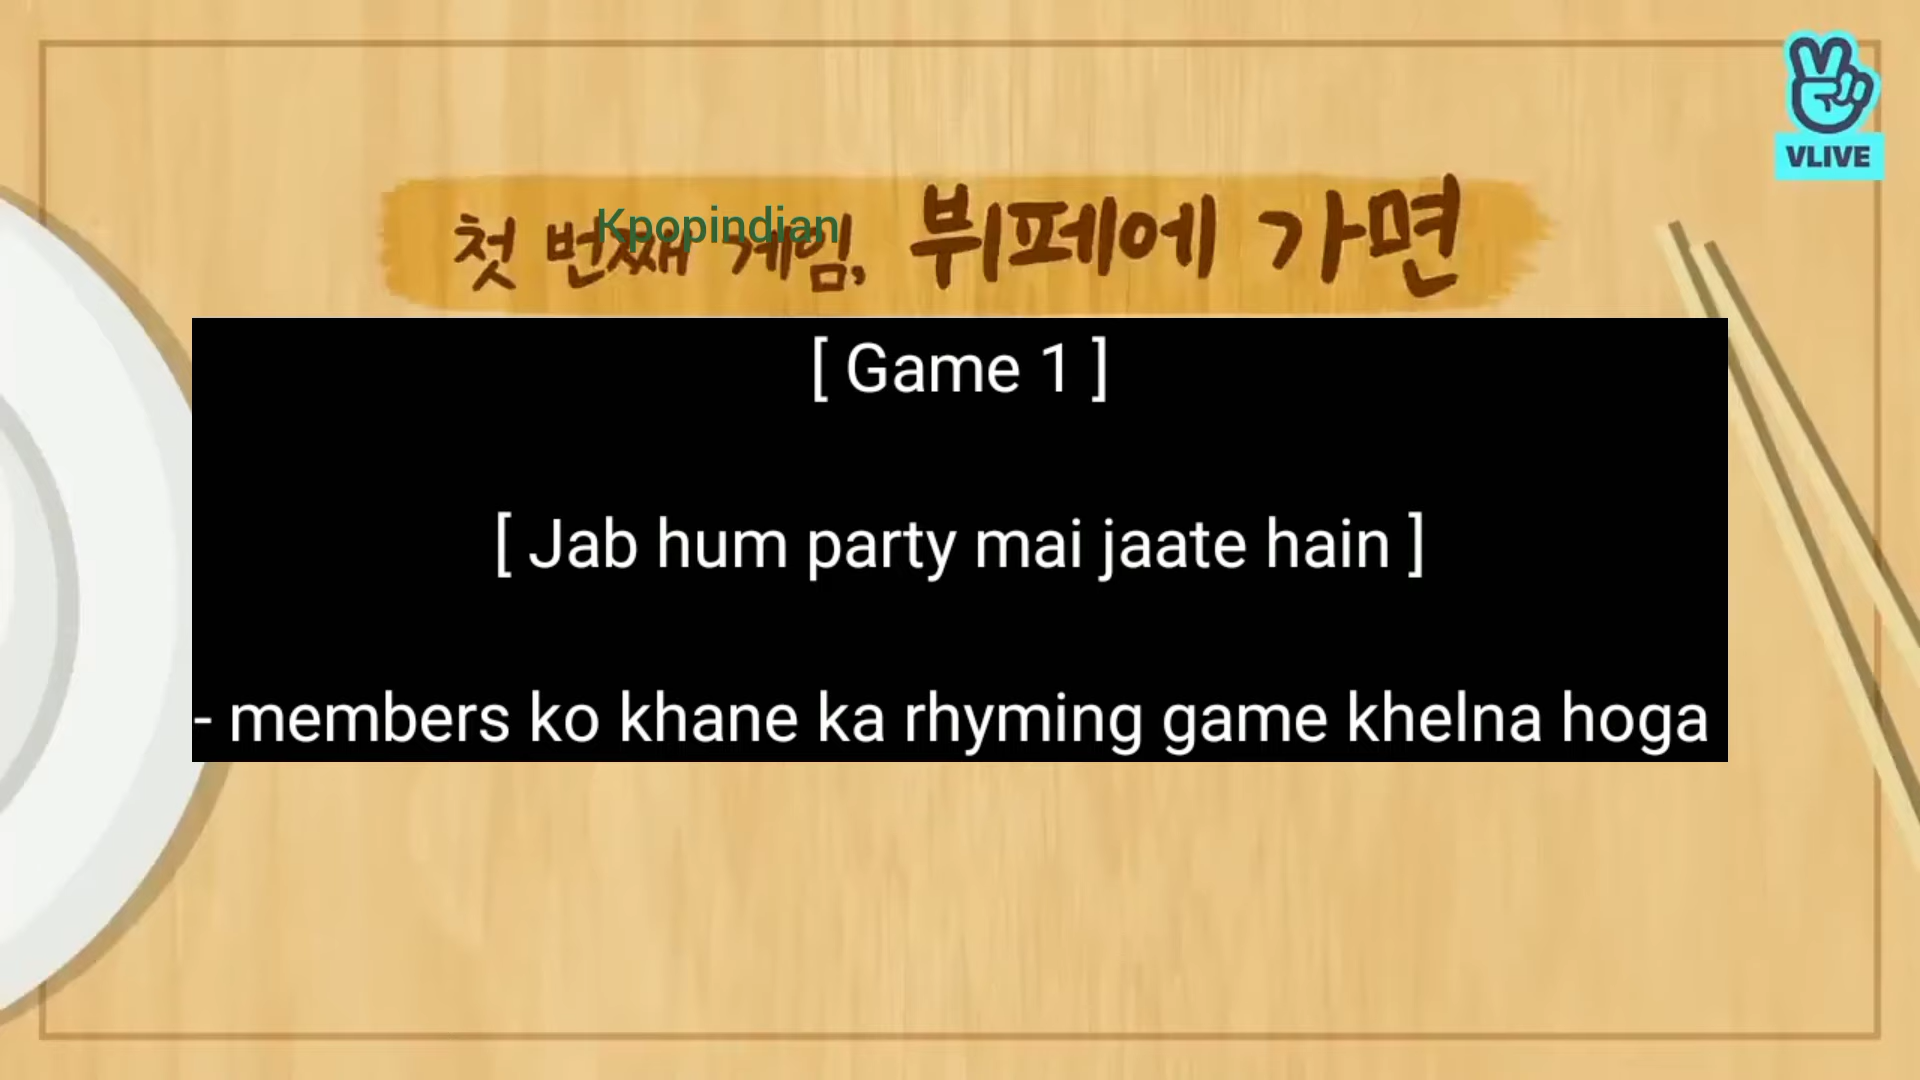 VLIVE
첫 번째 게임, 뷔페에 가면
Kpopindian
[ Game 1 ]
[ Jab hum party mai jaate hain ]
- members ko khane ka rhyming game khelna hoga